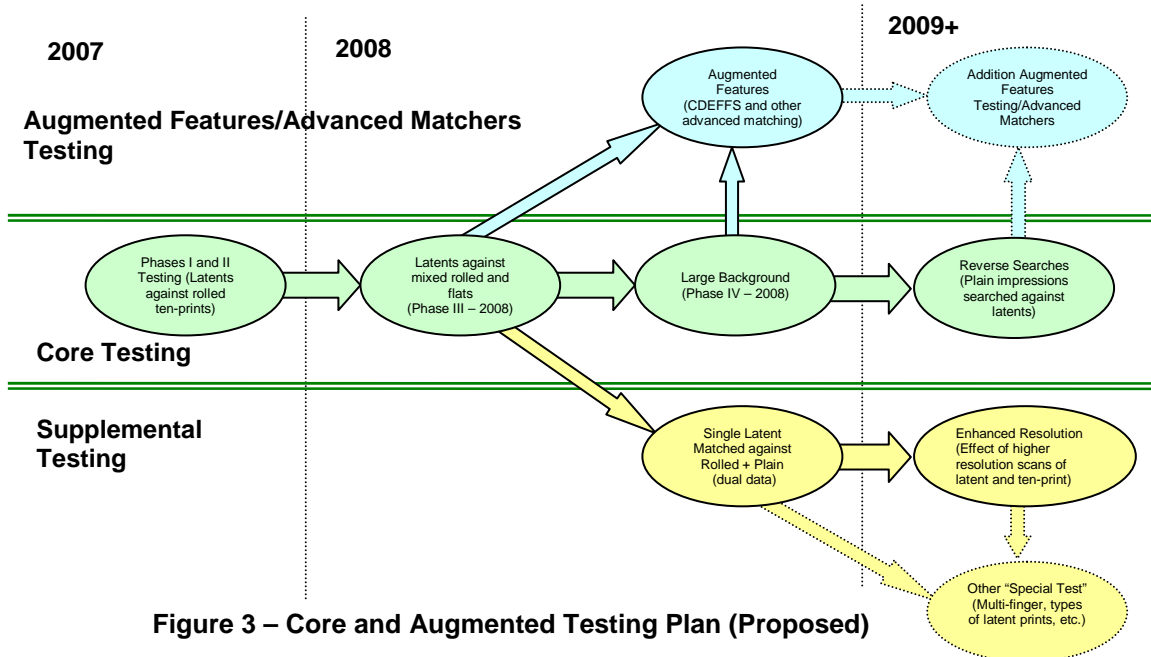 2007
2008
2009+
Augmented Features/Advanced Matchers
Testing
Augmented
Features
(CDEFFS and other
advanced matching)
Addition Augmented
Features
Testing/Advanced
Matchers
Phases I and II
Testing (Latents
against rolled
ten-prints)
Latents against
mixed rolled and
flats
(Phase III – 2008)
Large Background
(Phase IV – 2008)
Reverse Searches
(Plain impressions
searched against
latents)
Core Testing
Supplemental
Testing
Single Latent
Matched against
Rolled + Plain
(dual data)
Enhanced Resolution
(Effect of higher
resolution scans of
latent and ten-print)
Other “Special Test”
(Multi-finger, types
of latent prints, etc.)
Figure 3 – Core and Augmented Testing Plan (Proposed)